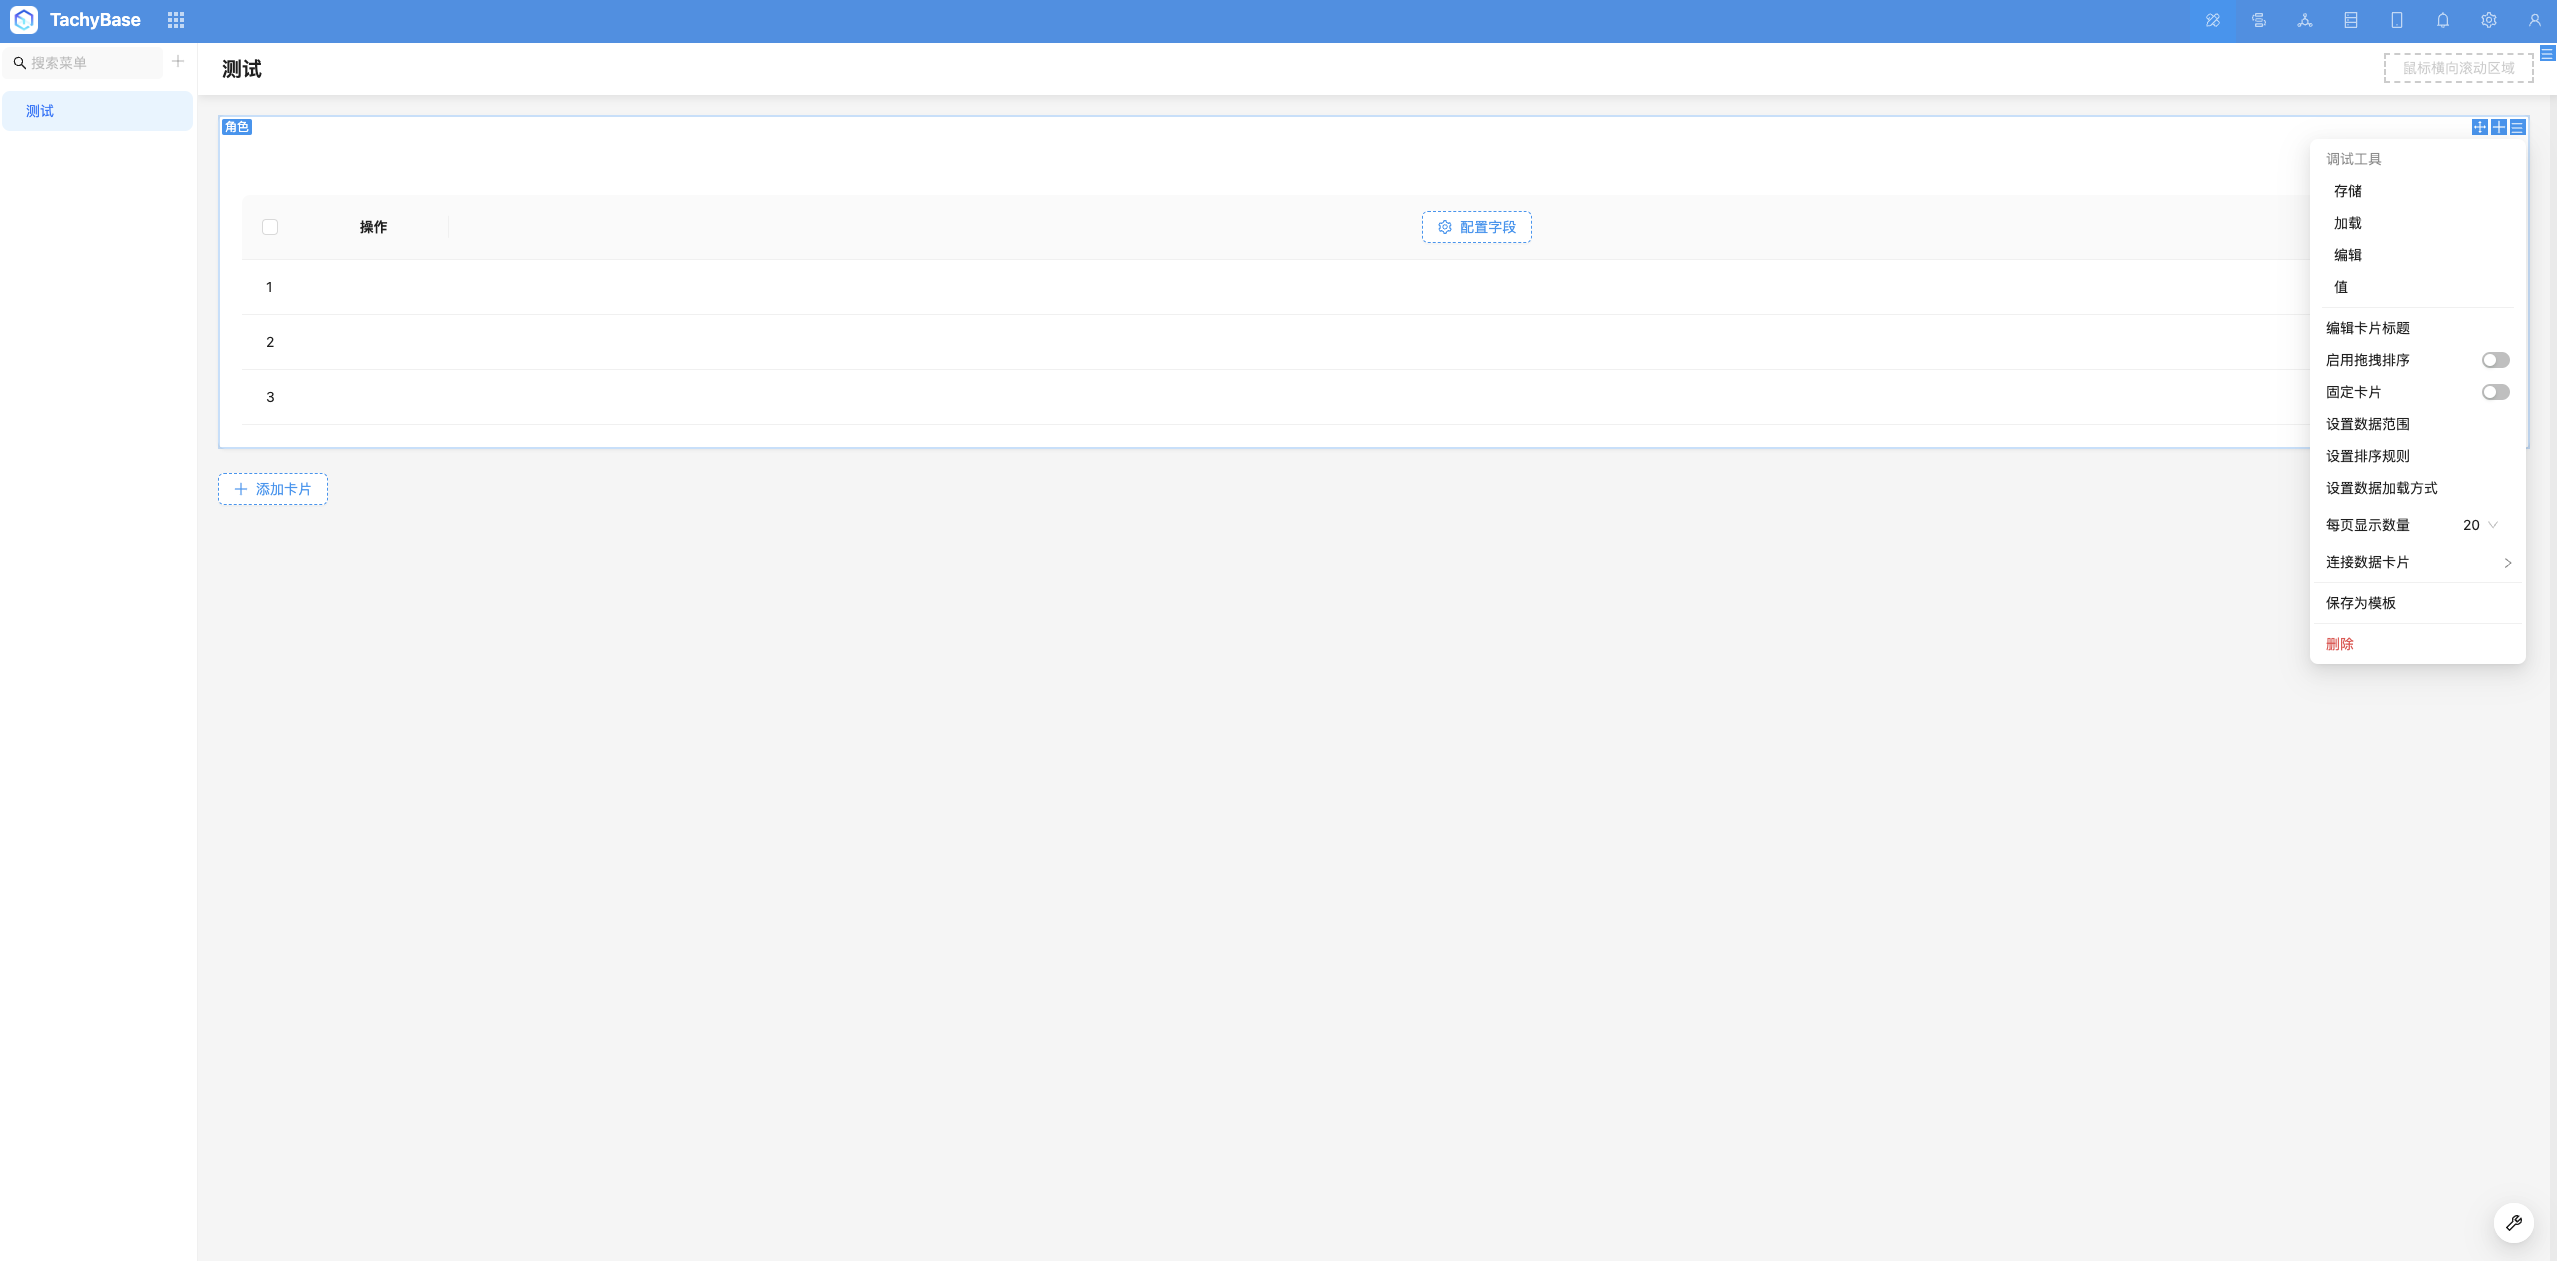 TachyBase
搜索菜单
测试
测试
鼠标横向滚动区域
角色
操作
配置字段
1
2
3
添加卡片
调试工具
存储
加载
编辑
值
编辑卡片标题
启用拖拽排序
固定卡片
设置数据范围
设置排序规则
设置数据加载方式
每页显示数量 20
连接数据卡片
保存为模板
删除